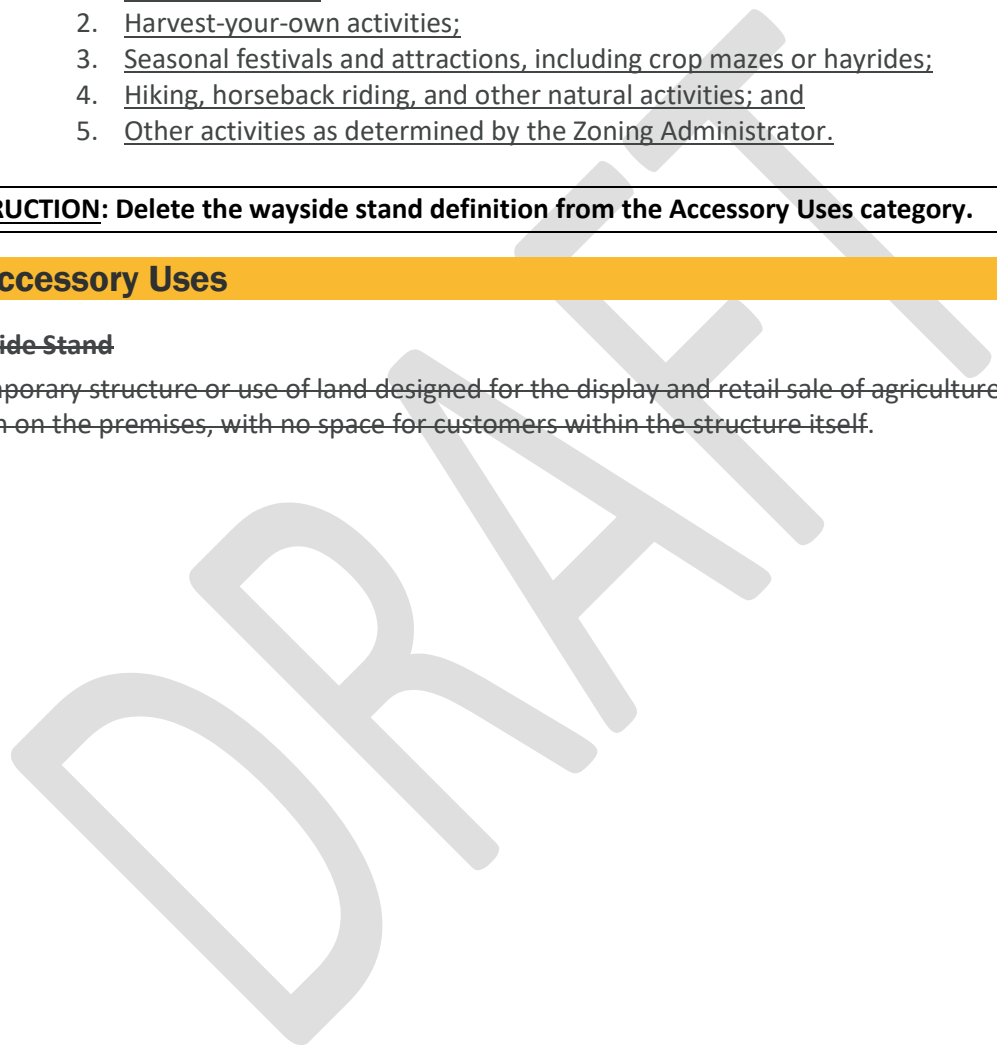 2. Harvest-your-own activities;
3. Seasonal festivals and attractions, including crop mazes or hayrides;
4. Hiking, horseback riding, and other natural activities; and
5. Other activities as determined by the Zoning Administrator.
RUCTION: Delete the wayside stand definition from the Accessory Uses category.
ccessory Uses
ide Stand
porary structure or use of land designed for the display and retail sale of agriculture
on the premises, with no space for customers within the structure itself.
DRAFT